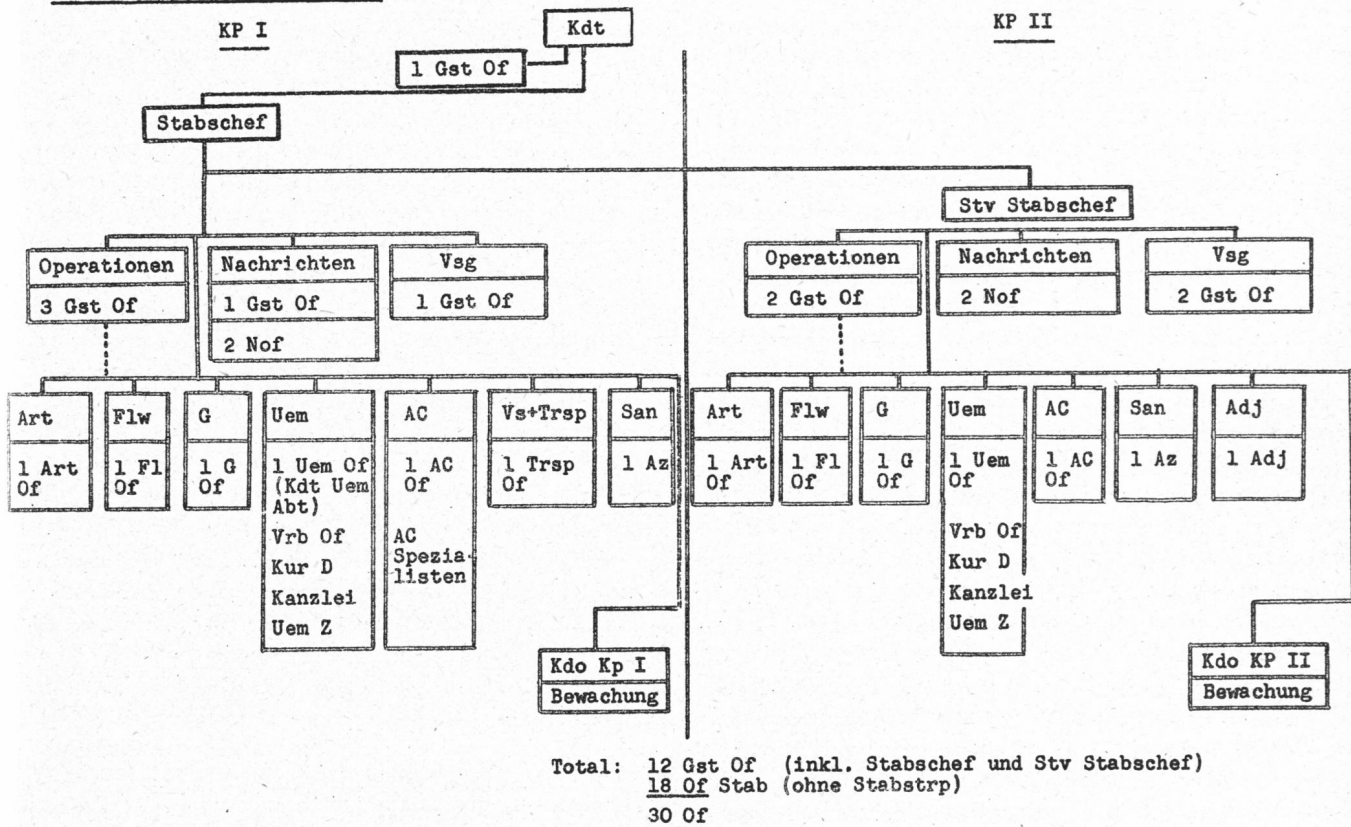 KP I
Kdt
KP II
1 Gst Of
Stabschef
Stv Stabschef
Operationen
3 Gst Of
Nachrichten
1 Gst Of
2 Nof
Vsg
1 Gst Of
Operationen
2 Gst Of
Nachrichten
2 Nof
Vsg
2 Gst Of
Art
1 Art
Of
Flw
1 Fl
Of
G
1 G
Of
Uem
1 Uem Of
(Kdt Uem
Abt)
Vrb Of
Kur D
Kanzlei
Uem Z
AC
1 AC
Of
AC
Spezia-
listen
Vs+Trsp
1 Trsp
Of
San
1 Az
Art
1 Art
Of
Flw
1 Fl
Of
G
1 G
Of
Uem
1 Uem
Of
Vrb Of
Kur D
Kanzlei
Uem Z
AC
1 AC
Of
San
1 Az
Adj
1 Adj
Kdo Kp I
Bewachung
Kdo KP II
Bewachung
Total: 12 Gst Of (inkl. Stabschef und Stv Stabschef)
18 Of Stab (ohne Stabstrp)
30 Of